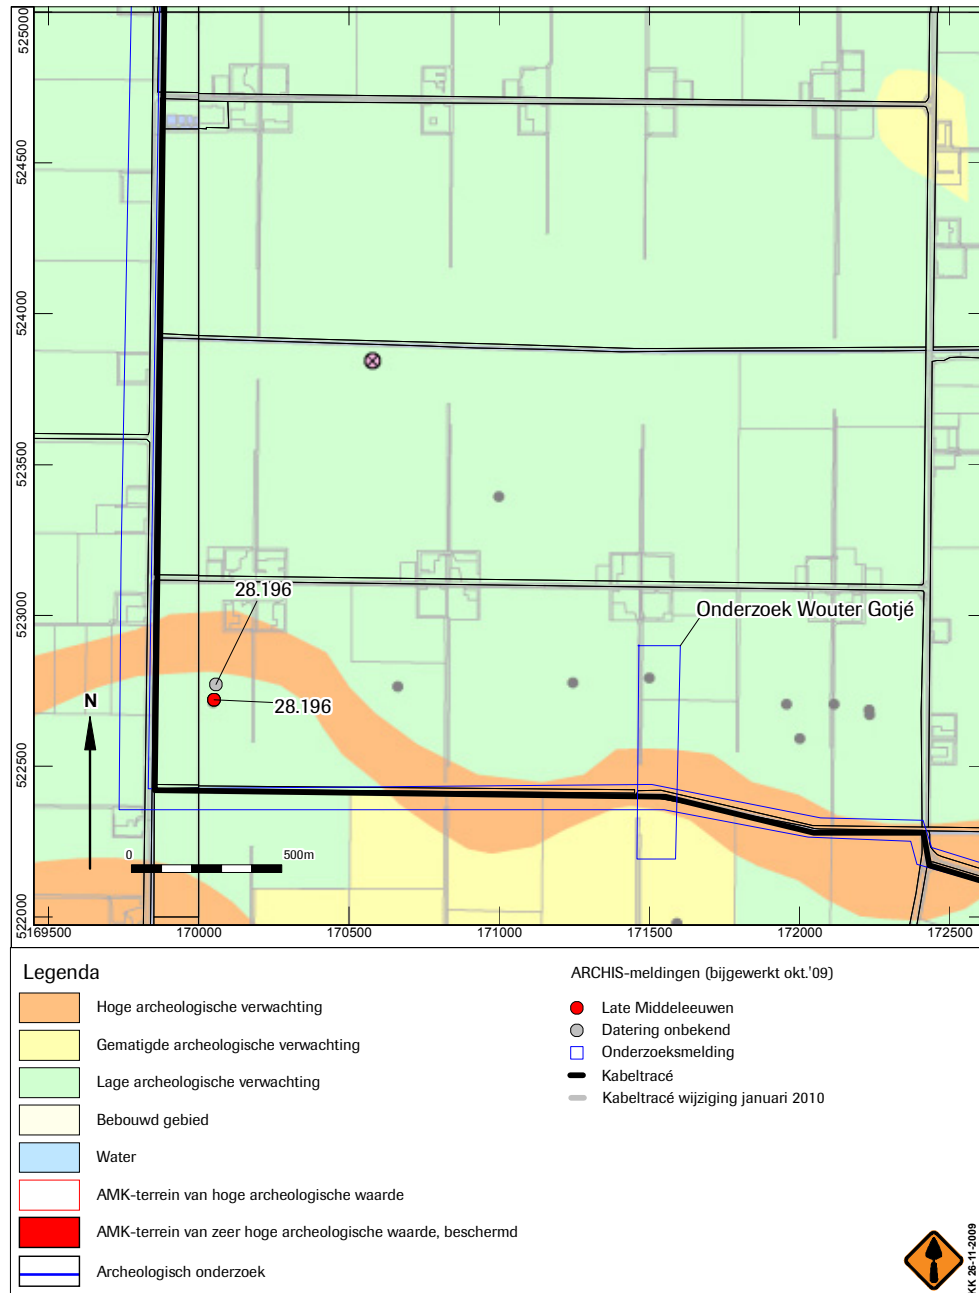 525000
524500
524000
523500
523000
522500
522000
28.196
28.196
Onderzoek Wouter Gotjé
N
0 500m
5169500 170000 170500 171000 171500 172000 172500
Legenda
Hoge archeologische verwachting
Gematigde archeologische verwachting
Lage archeologische verwachting
Bebouwd gebied
Water
AMK-terrein van hoge archeologische waarde
AMK-terrein van zeer hoge archeologische waarde, beschermd
Archeologisch onderzoek
ARCHIS-meldingen (bijgewerkt okt.'09)
Late Middeleeuwen
Datering onbekend
Onderzoeksmelding
Kabeltracé
Kabeltracé wijziging januari 2010
KK 26-11-2009